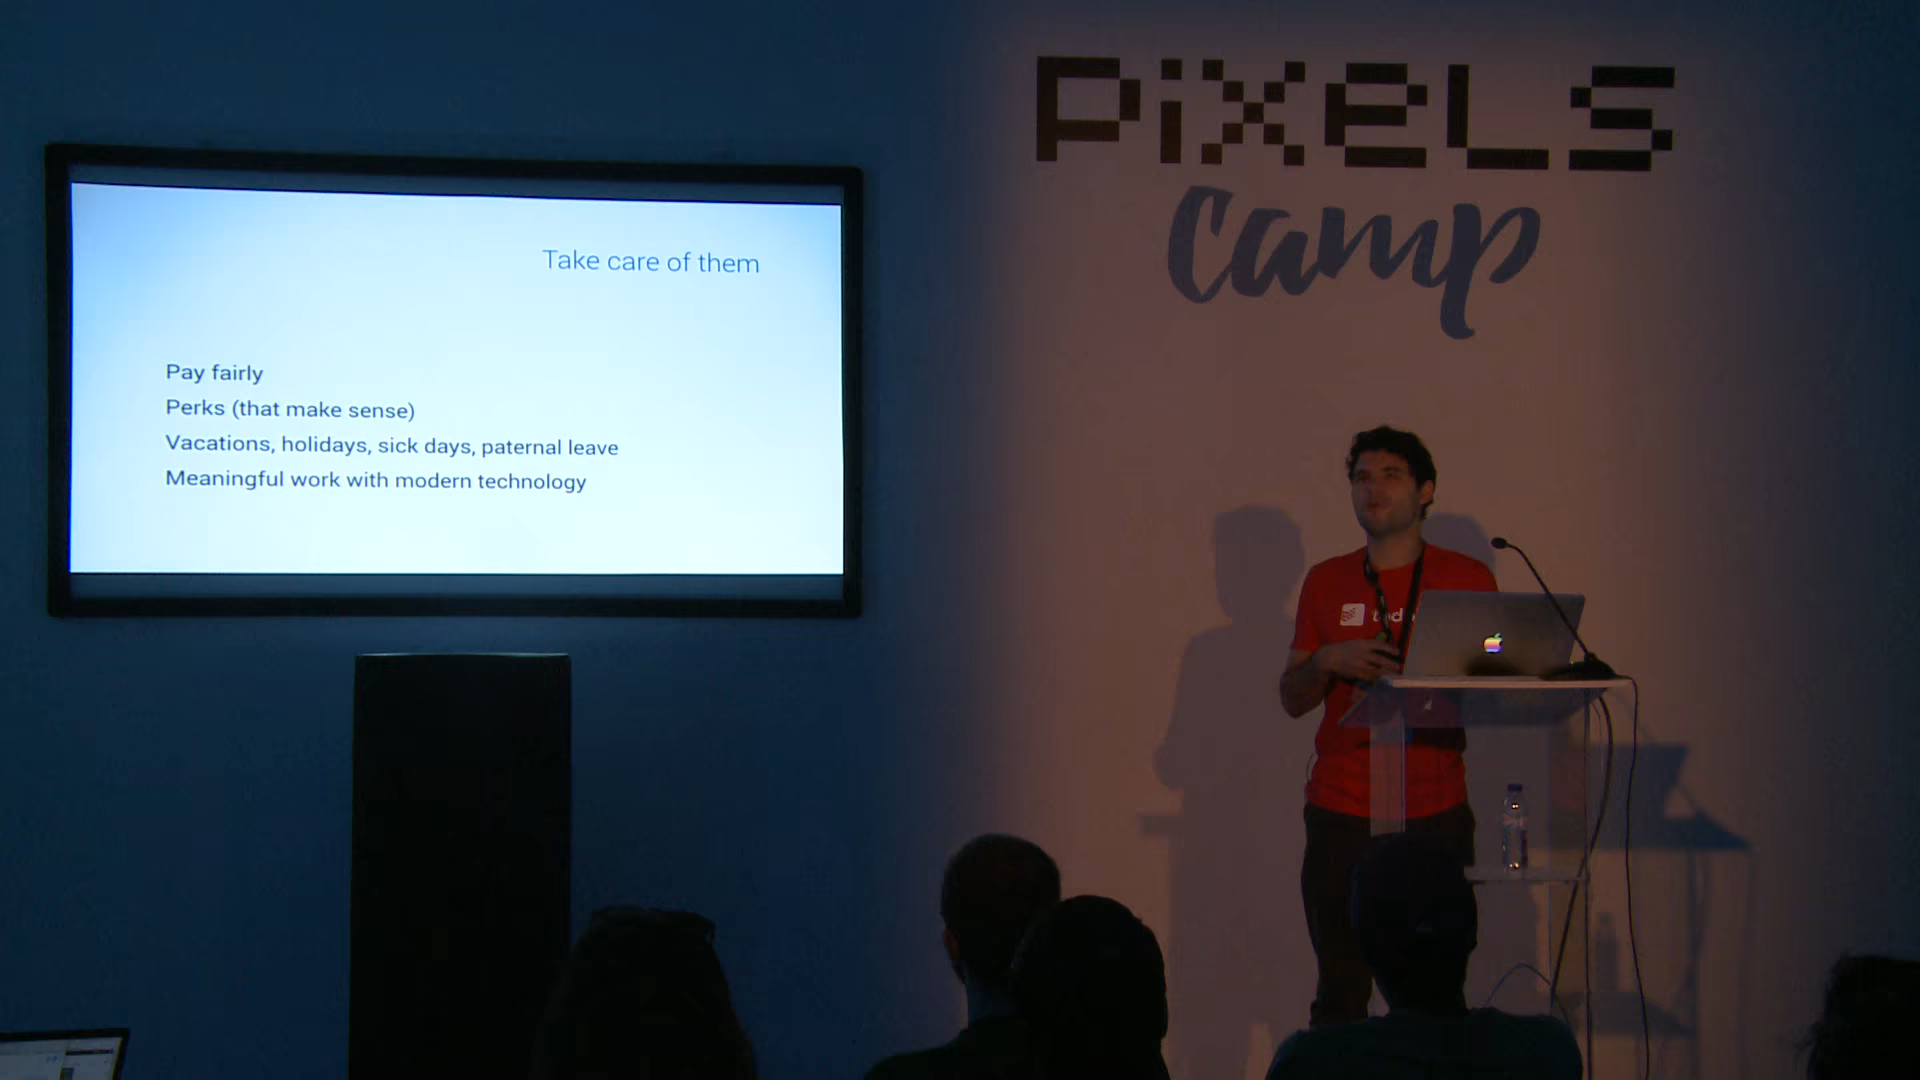 Take care of them
Pay fairly
Perks (that make sense)
Vacations, holidays, sick days, paternal leave
Meaningful work with modern technology
pixels
camp